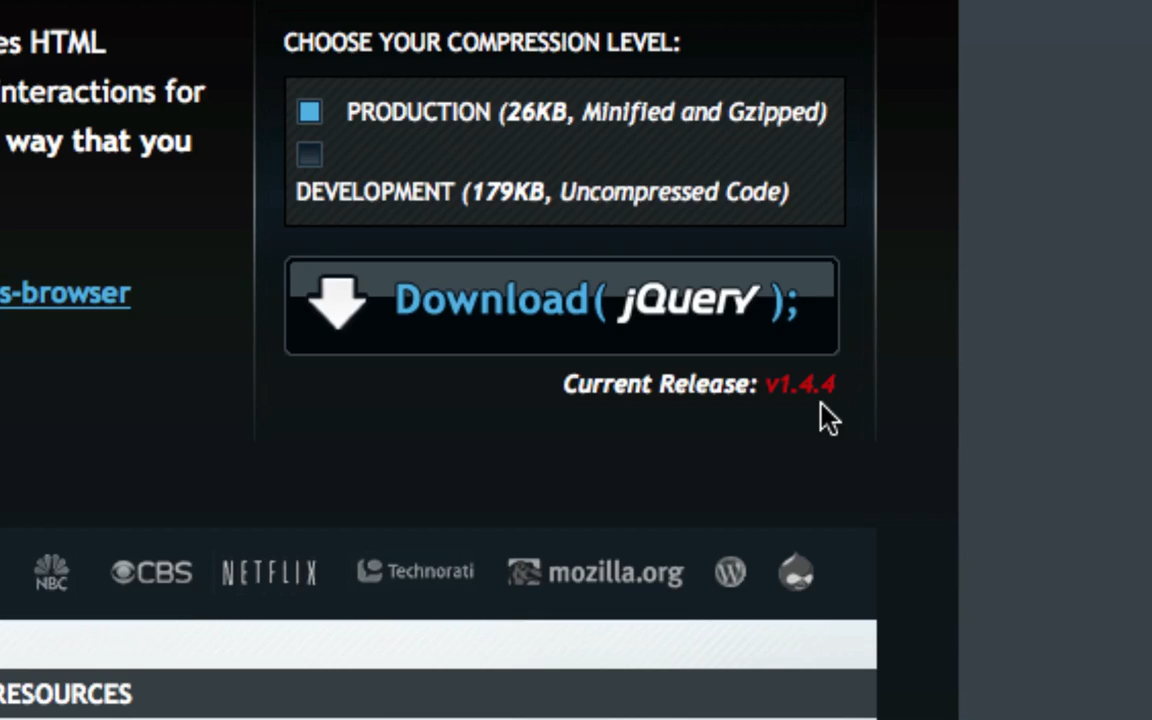 es HTML
nteractions for
way that you
s-browser
CHOOSE YOUR COMPRESSION LEVEL:
PRODUCTION (26KB, Minified and Gzipped)
DEVELOPMENT (179KB, Uncompressed Code)
Download( jQuery );
Current Release: v1.4.4
NBC
CBS
NETFLIX
Technorati
mozilla.org
W
RESOURCES